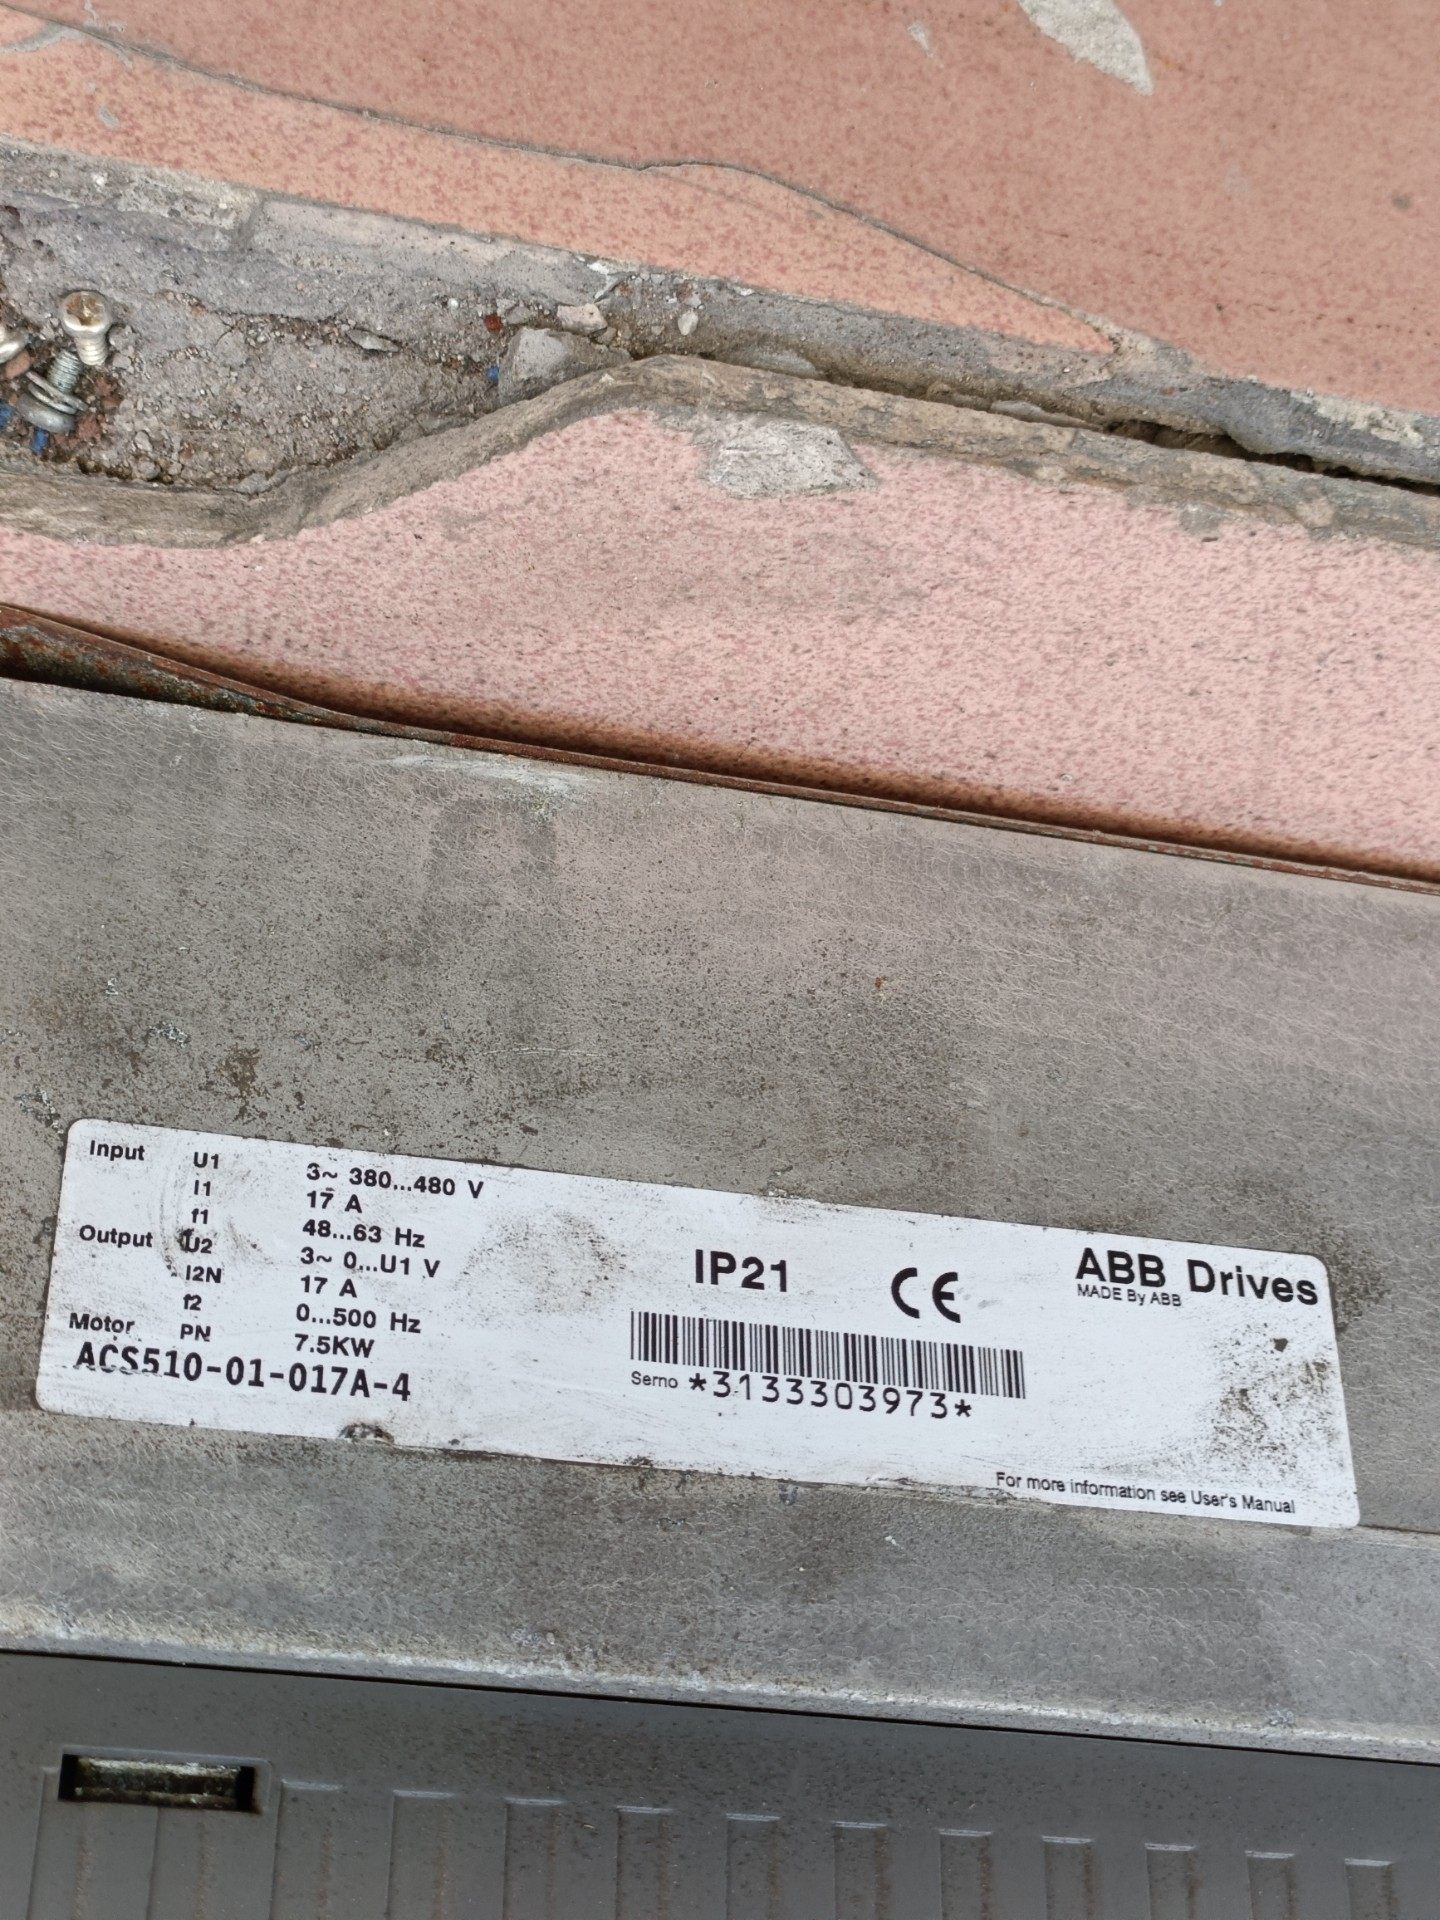 Input U1 3~ 380...480 V
I1 17 A
f1 48...63 Hz
Output U2 3~ 0...U1 V
I2N 17 A
f2 0...500 Hz
Motor PN 7.5KW
ACS510-01-017A-4
IP21 CE
Serno *3133303973*
ABB Drives
MADE By ABB
For more information see User's Manual